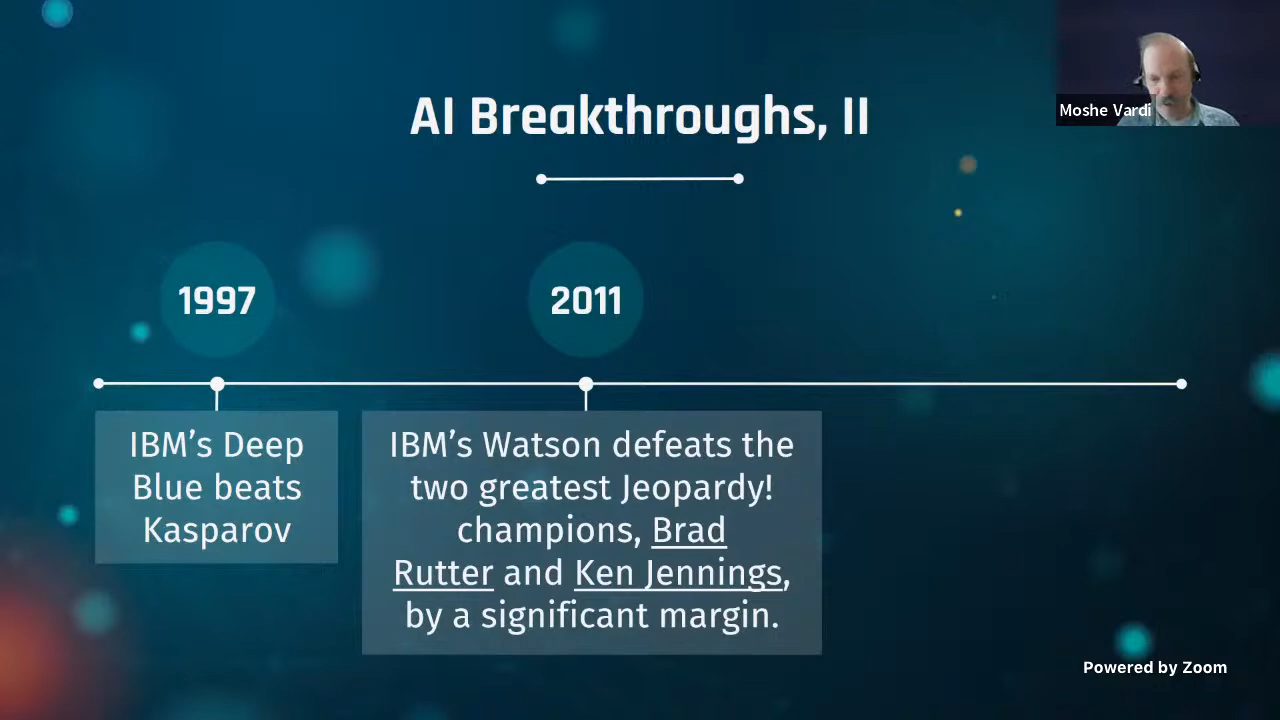 AI Breakthroughs, II
Moshe Vardi
1997
2011
IBM’s Deep
Blue beats
Kasparov
IBM’s Watson defeats the
two greatest Jeopardy!
champions, Brad
Rutter and Ken Jennings,
by a significant margin.
Powered by Zoom